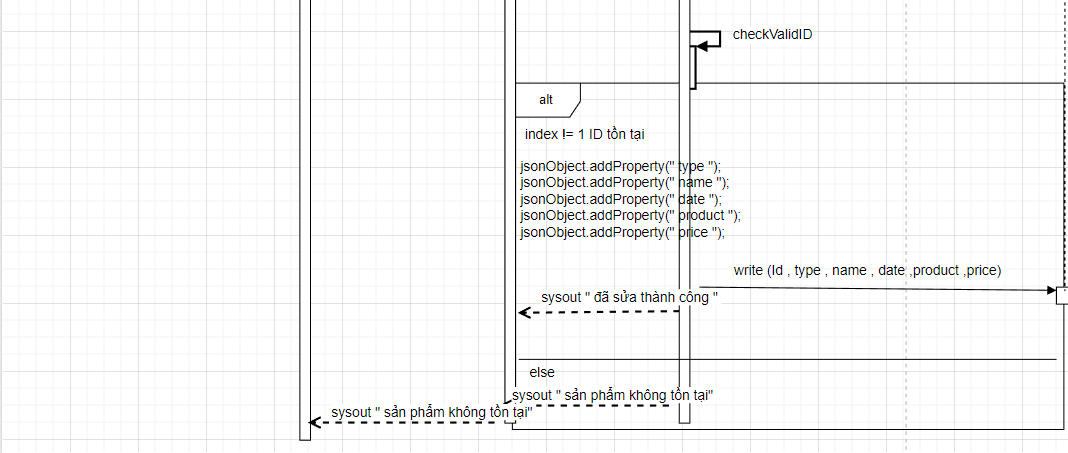 checkValidID
alt
index != 1 ID tồn tại
jsonObject.addProperty(" type ");
jsonObject.addProperty(" name ");
jsonObject.addProperty(" date ");
jsonObject.addProperty(" product ");
jsonObject.addProperty(" price ");
write (Id , type , name , date ,product ,price)
sysout " đã sửa thành công "
else
sysout " sản phẩm không tồn tại"
sysout " sản phẩm không tồn tại"